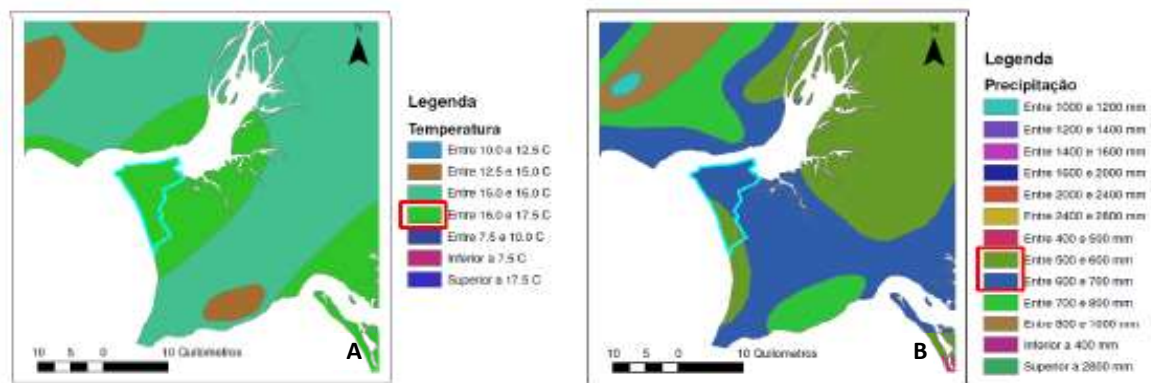 N
A
Legenda
Temperatura
Entre 10.0 e 12.5 C
Entre 12.5 e 15.0 C
Entre 15.0 e 16.0 C
Entre 16.0 e 17.5 C
Entre 7.5 e 10.0 C
Inferior a 7.5 C
Superior a 17.5 C
10 5 0 10 Quilometros
N
B
Legenda
Precipitação
Entre 1000 e 1200 mm
Entre 1200 e 1400 mm
Entre 1400 e 1600 mm
Entre 1600 e 2000 mm
Entre 2000 e 2400 mm
Entre 2400 e 2800 mm
Entre 400 e 500 mm
Entre 500 e 600 mm
Entre 600 e 700 mm
Entre 700 e 800 mm
Entre 800 e 1000 mm
Inferior a 400 mm
Superior a 2800 mm
10 5 0 10 Quilometros